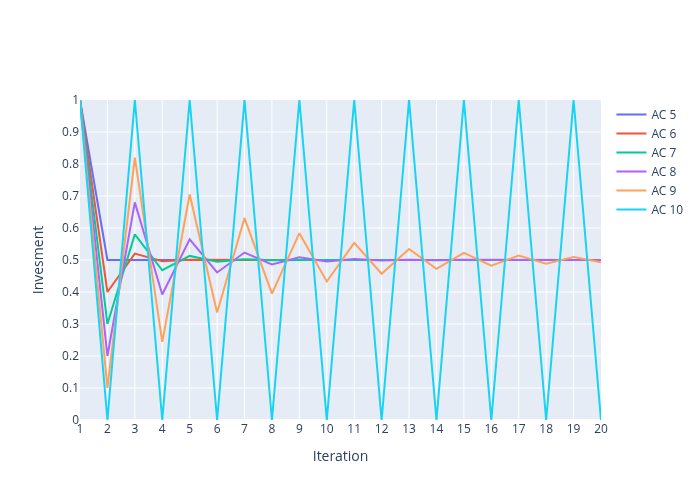 1
0.9
0.8
0.7
0.6
0.5
0.4
0.3
0.2
0.1
0
Invesment
1 2 3 4 5 6 7 8 9 10 11 12 13 14 15 16 17 18 19 20
Iteration
AC 5
AC 6
AC 7
AC 8
AC 9
AC 10